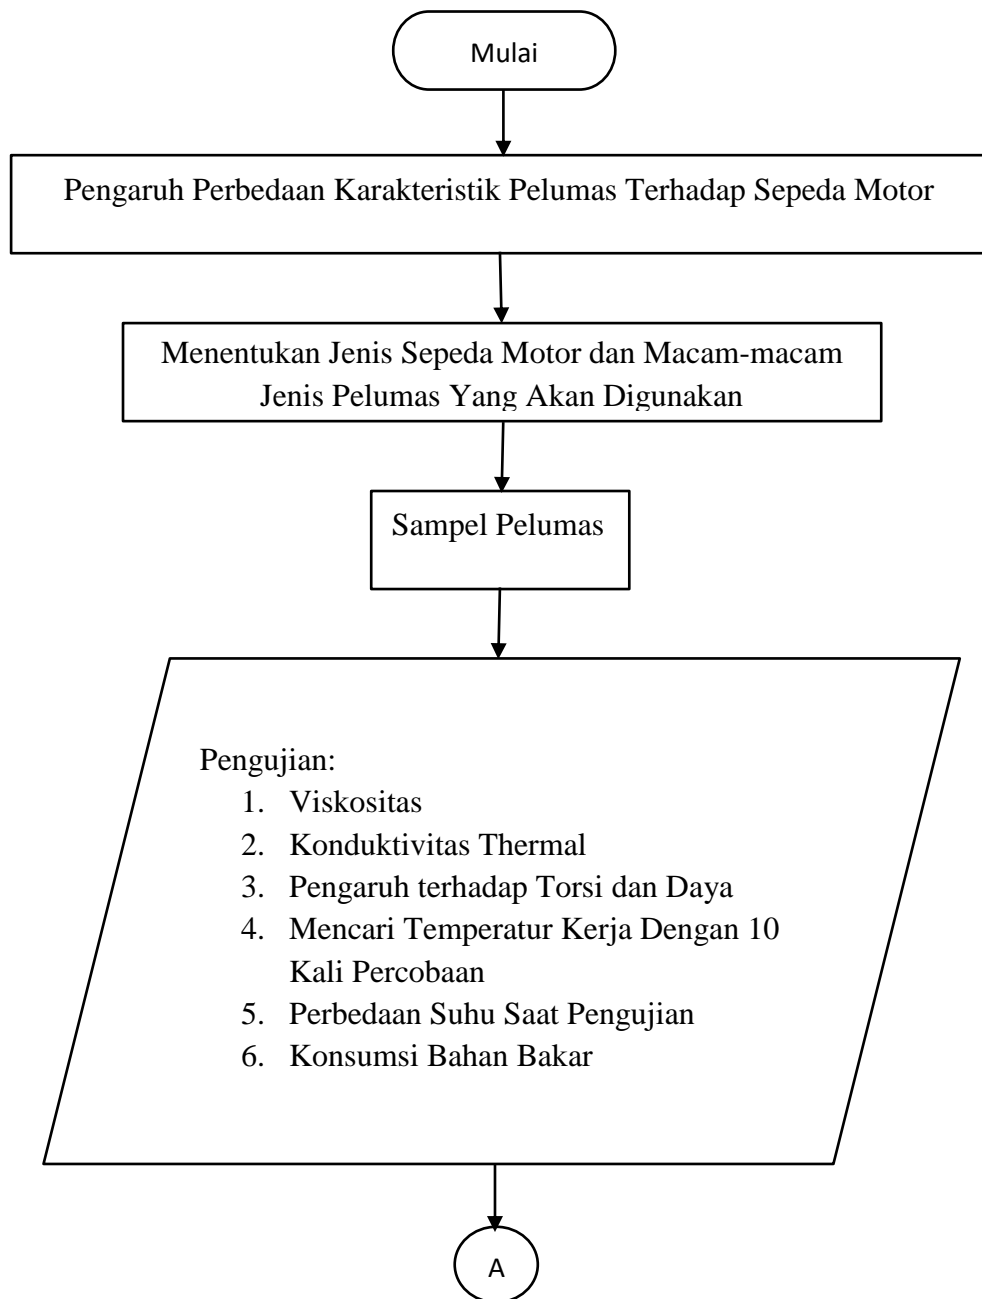 Mulai
Pengaruh Perbedaan Karakteristik Pelumas Terhadap Sepeda Motor
Menentukan Jenis Sepeda Motor dan Macam-macam
Jenis Pelumas Yang Akan Digunakan
Sampel Pelumas
Pengujian:
1. Viskositas
2. Konduktivitas Thermal
3. Pengaruh terhadap Torsi dan Daya
4. Mencari Temperatur Kerja Dengan 10
Kali Percobaan
5. Perbedaan Suhu Saat Pengujian
6. Konsumsi Bahan Bakar
A